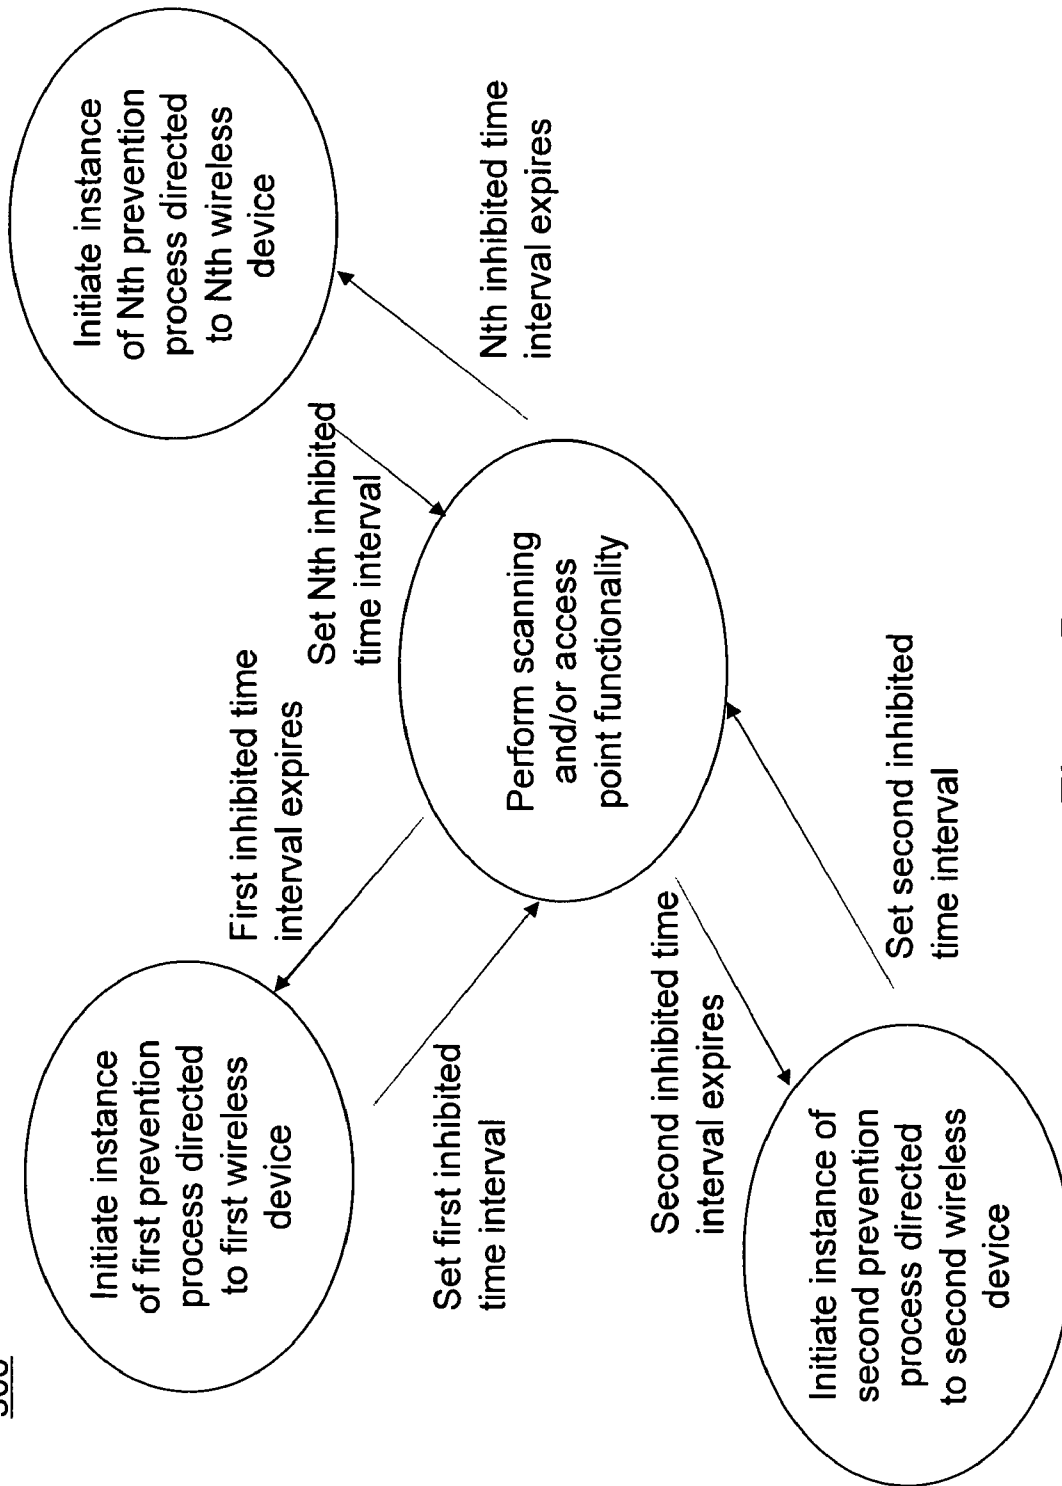 Initiate instance
of first prevention
process directed
to first wireless
device
First inhibited time
interval expires
Set first inhibited
time interval
Initiate instance
of Nth prevention
process directed
to Nth wireless
device
Set Nth inhibited
time interval
Nth inhibited time
interval expires
Perform scanning
and/or access
point functionality
Second inhibited time
interval expires
Set second inhibited
time interval
Initiate instance of
second prevention
process directed
to second wireless
device